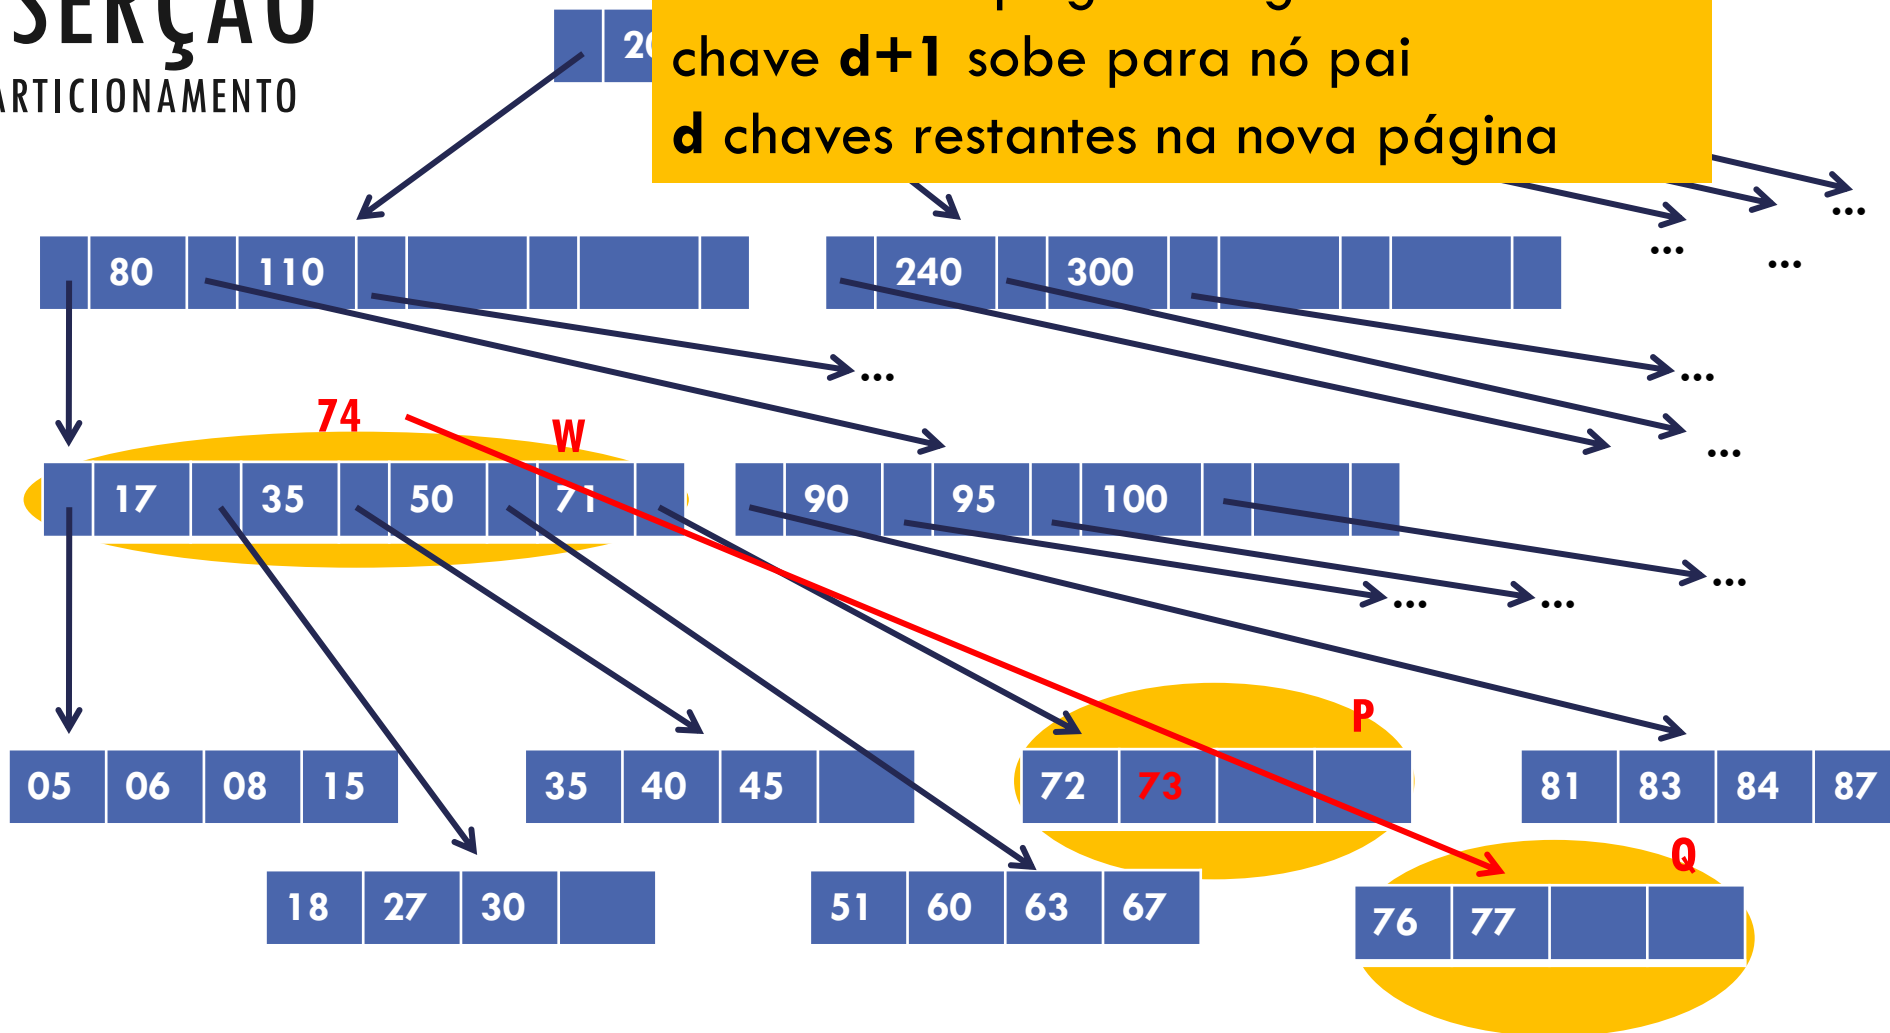 SERÇÃO
ARTICIONAMENTO
20
chave d+1 sobe para nó pai
d chaves restantes na nova página
...
... ...
80 110
240 300
... ...
74 W
...
17 35 50 71
90 95 100
...
... ...
P
05 06 08 15
35 40 45
72 73
81 83 84 87
Q
18 27 30
51 60 63 67
76 77